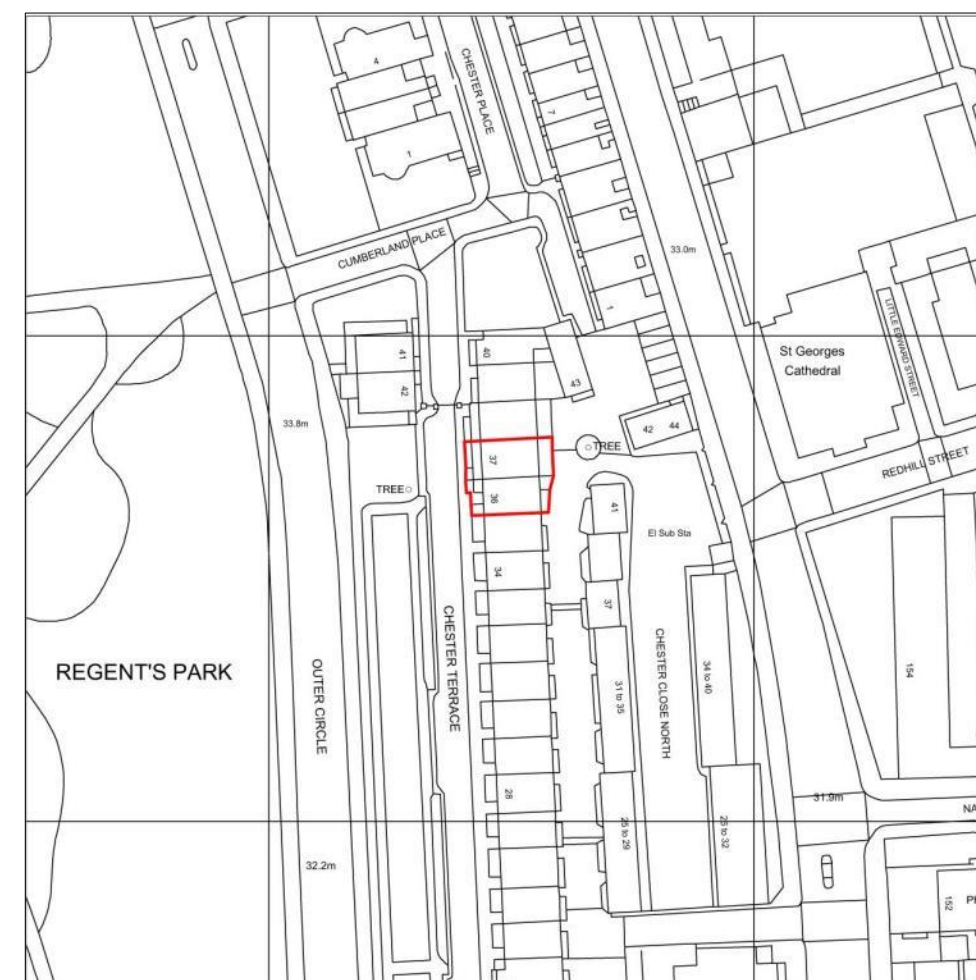 4
CHESTER PLACE
7
1
CUMBERLAND PLACE
33.0m
1
LITTLE EDWARD STREET
St Georges
Cathedral
41
40
43
42
33.8m
42
44
TREE
REDHILL STREET
37
TREE
36
41
El Sub Sta
34
37
CHESTER TERRACE
CHESTER CLOSE NORTH
34 to 40
154
REGENT'S PARK
OUTER CIRCLE
31 to 35
28
31.9m
NA
25 to 29
25 to 32
32.2m
152